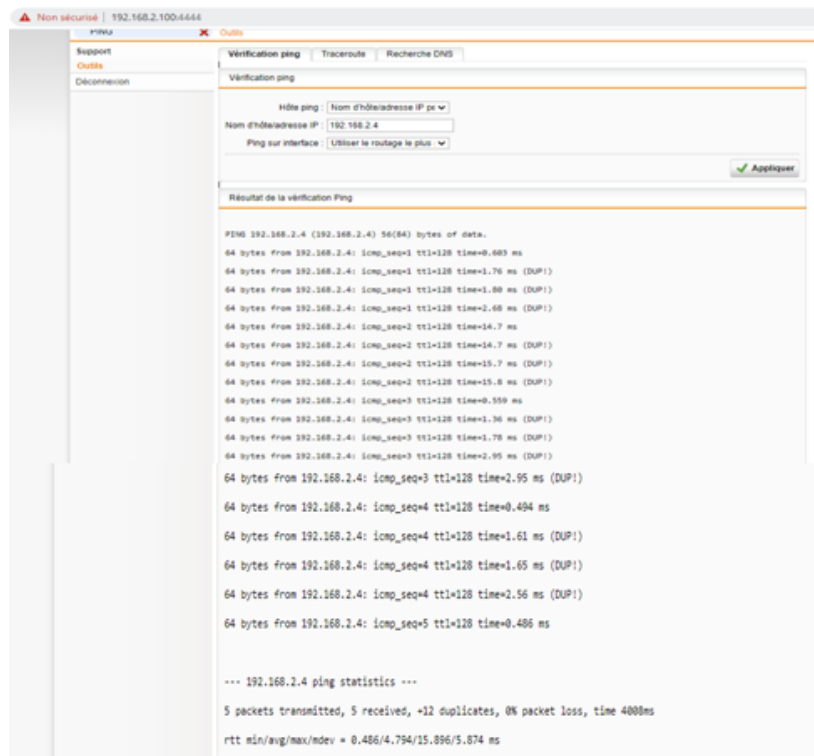 Non sécurisé | 192.168.2.100:4444
PING
Outils
Support
Outils
Déconnexion
Vérification ping Traceroute Recherche DNS
Vérification ping
Hôte ping : Nom d'hôte/adresse IP pe
Nom d'hôte/adresse IP : 192.168.2.4
Ping sur interface : Utiliser le routage le plus
Appliquer
Résultat de la vérification Ping
PING 192.168.2.4 (192.168.2.4) 56(84) bytes of data.
64 bytes from 192.168.2.4: icmp_seq=1 ttl=128 time=0.603 ms
64 bytes from 192.168.2.4: icmp_seq=1 ttl=128 time=1.76 ms (DUP!)
64 bytes from 192.168.2.4: icmp_seq=1 ttl=128 time=1.80 ms (DUP!)
64 bytes from 192.168.2.4: icmp_seq=1 ttl=128 time=2.68 ms (DUP!)
64 bytes from 192.168.2.4: icmp_seq=2 ttl=128 time=14.7 ms
64 bytes from 192.168.2.4: icmp_seq=2 ttl=128 time=14.7 ms (DUP!)
64 bytes from 192.168.2.4: icmp_seq=2 ttl=128 time=15.7 ms (DUP!)
64 bytes from 192.168.2.4: icmp_seq=2 ttl=128 time=15.8 ms (DUP!)
64 bytes from 192.168.2.4: icmp_seq=3 ttl=128 time=0.559 ms
64 bytes from 192.168.2.4: icmp_seq=3 ttl=128 time=1.36 ms (DUP!)
64 bytes from 192.168.2.4: icmp_seq=3 ttl=128 time=1.78 ms (DUP!)
64 bytes from 192.168.2.4: icmp_seq=3 ttl=128 time=2.95 ms (DUP!)
64 bytes from 192.168.2.4: icmp_seq=3 ttl=128 time=2.95 ms (DUP!)
64 bytes from 192.168.2.4: icmp_seq=4 ttl=128 time=0.494 ms
64 bytes from 192.168.2.4: icmp_seq=4 ttl=128 time=1.61 ms (DUP!)
64 bytes from 192.168.2.4: icmp_seq=4 ttl=128 time=1.65 ms (DUP!)
64 bytes from 192.168.2.4: icmp_seq=4 ttl=128 time=2.56 ms (DUP!)
64 bytes from 192.168.2.4: icmp_seq=5 ttl=128 time=0.486 ms
--- 192.168.2.4 ping statistics ---
5 packets transmitted, 5 received, +12 duplicates, 0% packet loss, time 4008ms
rtt min/avg/max/mdev = 0.486/4.794/15.896/5.874 ms